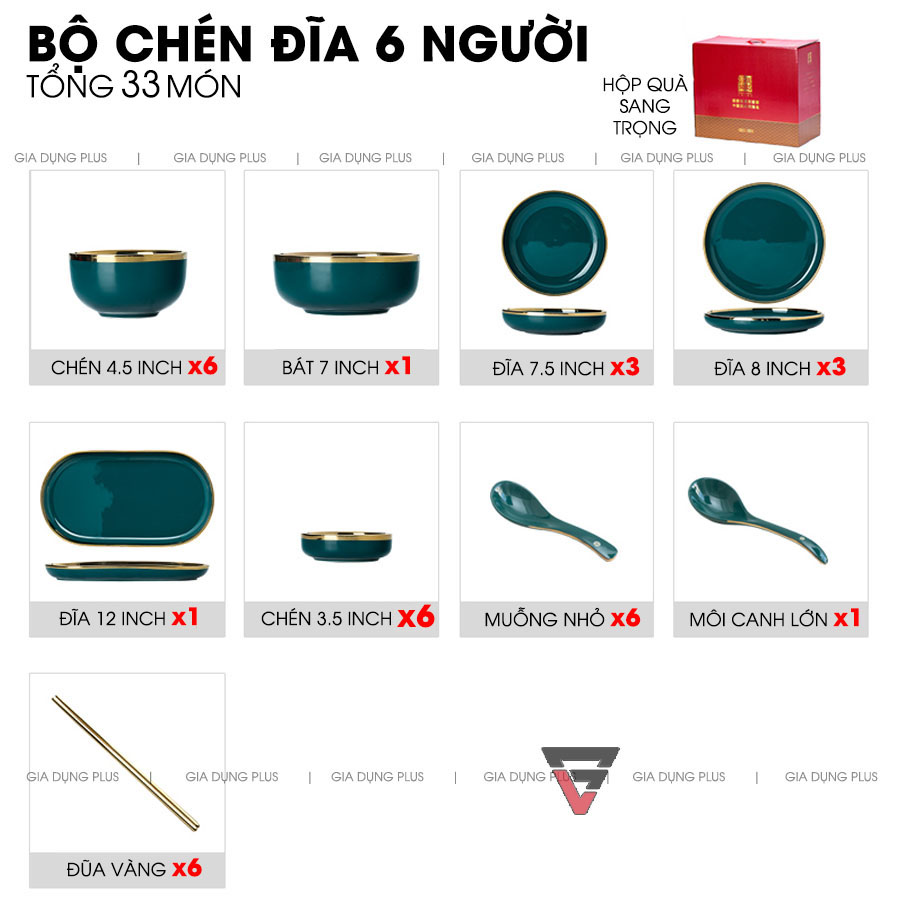 BỘ CHÉN ĐĨA 6 NGƯỜI
TỔNG 33 MÓN
HỘP QUÀ
SANG
TRỌNG
GIA DỤNG PLUS | GIA DỤNG PLUS | GIA DỤNG PLUS | GIA DỤNG PLUS | GIA DỤNG PLUS | GIA DỤNG PLUS
CHÉN 4.5 INCH x6
BÁT 7 INCH x1
ĐĨA 7.5 INCH x3
ĐĨA 8 INCH x3
ĐĨA 12 INCH x1
CHÉN 3.5 INCH x6
MUỖNG NHỎ x6
MÔI CANH LỚN x1
GIA DỤNG PLUS | GIA DỤNG PLUS | GIA DỤNG PLUS | GIA DỤNG PLUS | GIA DỤNG PLUS | GIA DỤNG PLUS
ĐŨA VÀNG x6